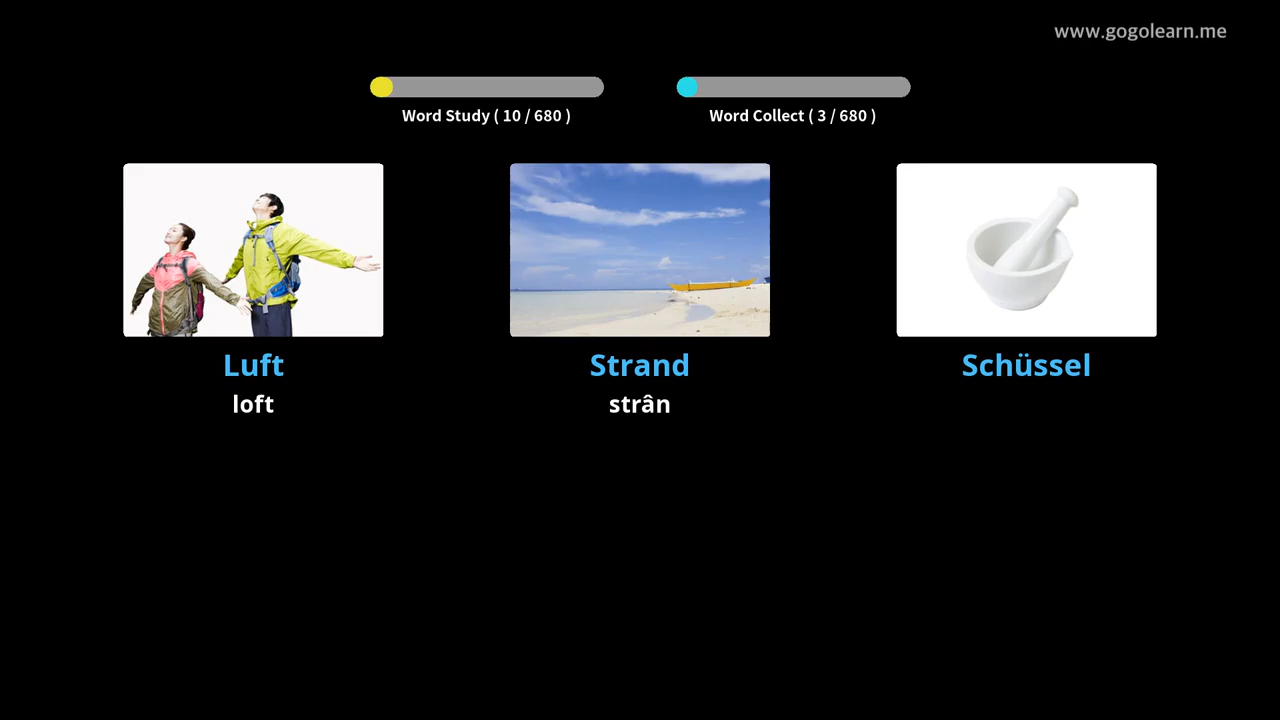 www.gogolearn.me
Word Study ( 10 / 680 )
Word Collect ( 3 / 680 )
Luft
Strand
Schüssel
loft
strân